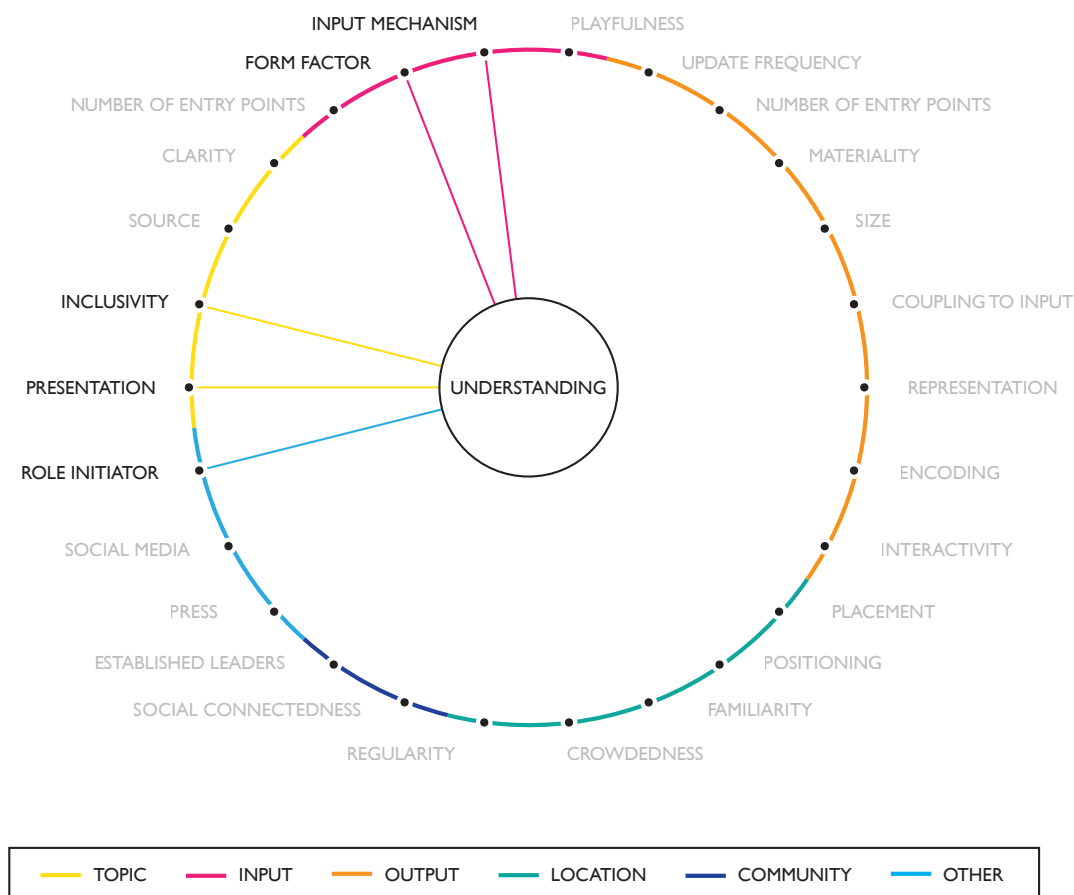 INPUT MECHANISM
PLAYFULNESS
FORM FACTOR
UPDATE FREQUENCY
NUMBER OF ENTRY POINTS
NUMBER OF ENTRY POINTS
CLARITY
MATERIALITY
SOURCE
SIZE
INCLUSIVITY
COUPLING TO INPUT
PRESENTATION
UNDERSTANDING
REPRESENTATION
ROLE INITIATOR
ENCODING
SOCIAL MEDIA
INTERACTIVITY
PRESS
PLACEMENT
ESTABLISHED LEADERS
POSITIONING
SOCIAL CONNECTEDNESS
FAMILIARITY
REGULARITY
CROWDEDNESS
TOPIC
INPUT
OUTPUT
LOCATION
COMMUNITY
OTHER